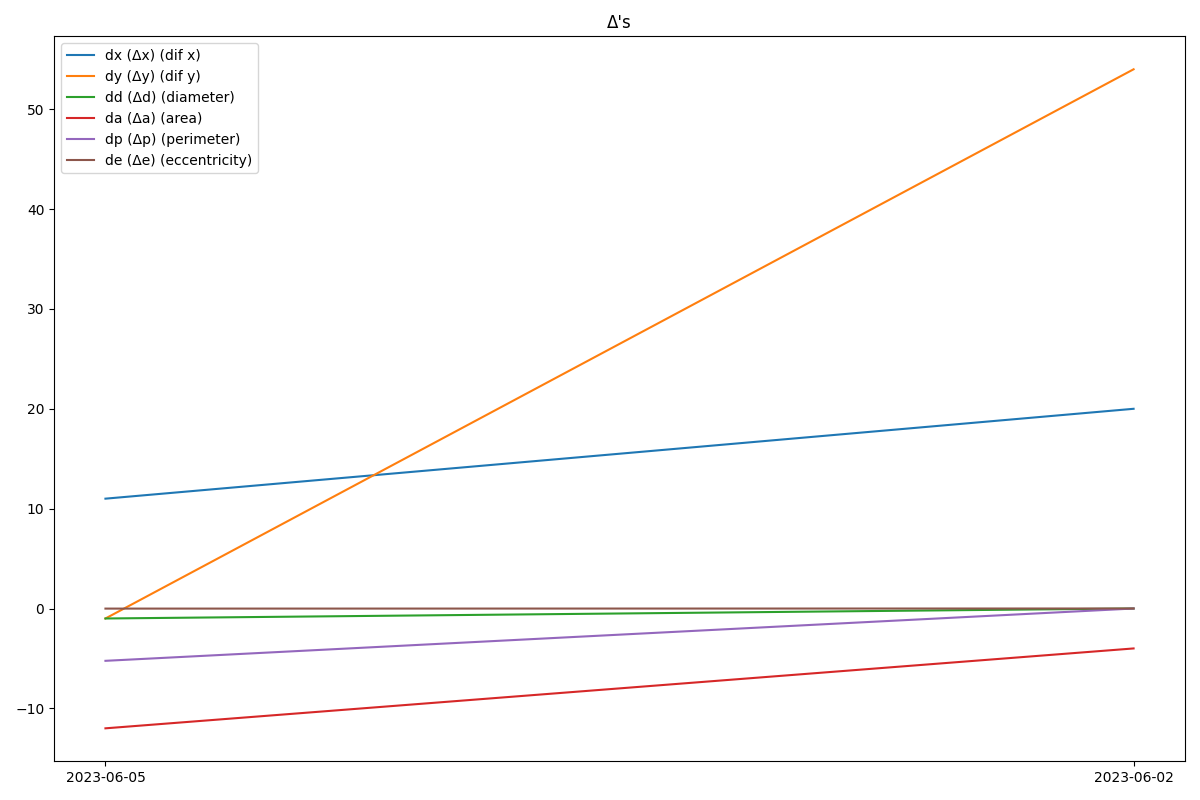 Δ's
dx (Δx) (dif x)
dy (Δy) (dif y)
dd (Δd) (diameter)
da (Δa) (area)
dp (Δp) (perimeter)
de (Δe) (eccentricity)
50
40
30
20
10
0
−10
2023-06-05
2023-06-02